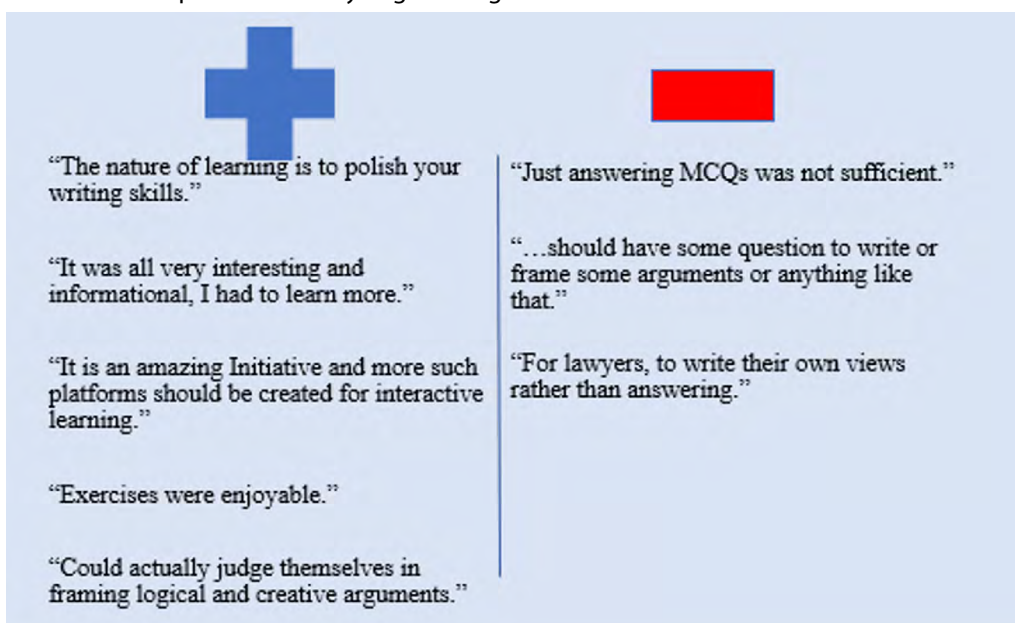 “The nature of learning is to polish your
writing skills.”
“It was all very interesting and
informational, I had to learn more.”
“It is an amazing Initiative and more such
platforms should be created for interactive
learning.”
“Exercises were enjoyable.”
“Could actually judge themselves in
framing logical and creative arguments.”
“Just answering MCQs was not sufficient.”
“…should have some question to write or
frame some arguments or anything like
that.”
“For lawyers, to write their own views
rather than answering.”